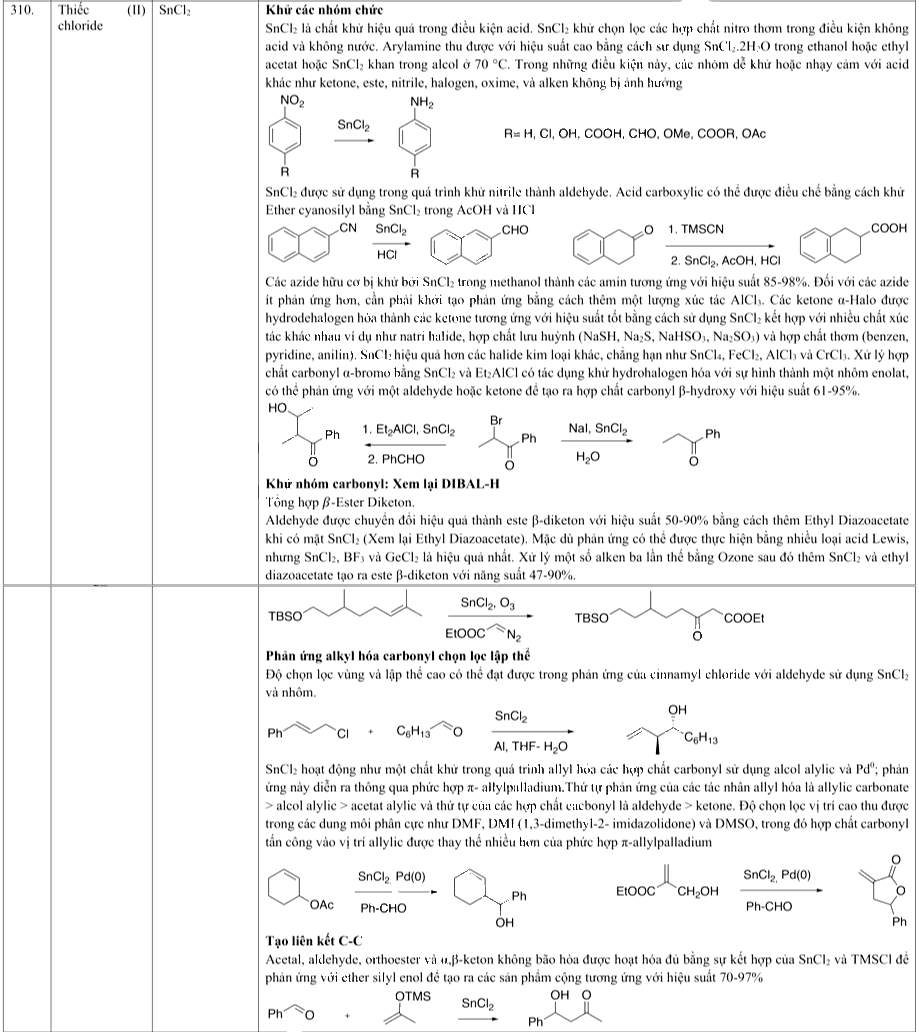 310. Thiếc (II) SnCl₂ Khử các nhóm chức
chloride SnCl₂ là chất khử hiệu quả trong điều kiện acid. SnCl₂ khử chọn lọc các hợp chất nitro thơm trong điều kiện không
acid và không nước. Arylamine thu được với hiệu suất cao bằng cách sử dụng SnCl₂.2H₂O trong ethanol hoặc ethyl
acetat hoặc SnCl₂ khan trong alcol ở 70 °C. Trong những điều kiện này, các nhóm dễ khử hoặc nhạy cảm với acid
khác như ketone, este, nitrile, halogen, oxime, và alken không bị ảnh hưởng
NO₂ NH₂
SnCl₂
R= H, Cl, OH, COOH, CHO, OMe, COOR, OAc
R R
SnCl₂ được sử dụng trong quá trình khử nitrile thành aldehyde. Acid carboxylic có thể được điều chế bằng cách khử
Ether cyanosilyl bằng SnCl₂ trong AcOH và HCl
CN SnCl₂ CHO O 1. TMSCN COOH
HCl 2. SnCl₂, AcOH, HCl
Các azide hữu cơ bị khử bởi SnCl₂ trong methanol thành các amin tương ứng với hiệu suất 85-98%. Đối với các azide
ít phản ứng hơn, cần phải khơi tạo phản ứng bằng cách thêm một lượng xúc tác AlCl₃. Các ketone α-Halo được
hydrodehalogen hóa thành các ketone tương ứng với hiệu suất tốt bằng cách sử dụng SnCl₂ kết hợp với nhiều chất xúc
tác khác nhau ví dụ như natri halide, hợp chất lưu huỳnh (NaSH, Na₂S, NaHSO₃, Na₂SO₃) và hợp chất thơm (benzen,
pyridine, anilin). SnCl₂ hiệu quả hơn các halide kim loại khác, chẳng hạn như SnCl₄, FeCl₂, AlCl₃ và CrCl₃. Xử lý hợp
chất carbonyl α-bromo bằng SnCl₂ và Et₂AlCl có tác dụng khử hydrohalogen hóa với sự hình thành một nhóm enolat,
có thể phản ứng với một aldehyde hoặc ketone để tạo ra hợp chất carbonyl β-hydroxy với hiệu suất 61-95%.
HO
Ph 1. Et₂AlCl, SnCl₂ Br Ph NaI, SnCl₂ Ph
O 2. PhCHO O H₂O O
Khử nhóm carbonyl: Xem lại DIBAL-H
Tổng hợp β-Ester Diketon.
Aldehyde được chuyển đổi hiệu quả thành este β-diketon với hiệu suất 50-90% bằng cách thêm Ethyl Diazoacetate
khi có mặt SnCl₂ (Xem lại Ethyl Diazoacetate). Mặc dù phản ứng có thể được thực hiện bằng nhiều loại acid Lewis,
nhưng SnCl₂, BF₃ và GeCl₂ là hiệu quả nhất. Xử lý một số alken ba lần thế bằng Ozone sau đó thêm SnCl₂ và ethyl
diazoacetate tạo ra este β-diketon với năng suất 47-90%.
TBSO SnCl₂, O₃ TBSO COOEt
EtOOC N₂ O
Phản ứng alkyl hóa carbonyl chọn lọc lập thể
Độ chọn lọc vùng và lập thể cao có thể đạt được trong phản ứng của cinnamyl chloride với aldehyde sử dụng SnCl₂
và nhôm.
OH
Ph Cl + C₆H₁₃ O SnCl₂ C₆H₁₃
Al, THF- H₂O
SnCl₂ hoạt động như một chất khử trong quá trình allyl hóa các hợp chất carbonyl sử dụng alcol alylic và Pd⁰; phản
ứng này diễn ra thông qua phức hợp π- allylpalladium.Thứ tự phản ứng của các tác nhân allyl hóa là allylic carbonate
> alcol alylic > acetat alylic và thứ tự của các hợp chất cacbonyl là aldehyde > ketone. Độ chọn lọc vị trí cao thu được
trong các dung môi phân cực như DMF, DMI (1,3-dimethyl-2- imidazolidone) và DMSO, trong đó hợp chất carbonyl
tấn công vào vị trí allylic được thay thế nhiều hơn của phức hợp π-allylpalladium
O
SnCl₂, Pd(0) SnCl₂, Pd(0) O
OAc Ph-CHO Ph EtOOC CH₂OH Ph-CHO
OH Ph
Tạo liên kết C-C
Acetal, aldehyde, orthoester và α,β-keton không bão hòa được hoạt hóa đủ bằng sự kết hợp của SnCl₂ và TMSCl để
phản ứng với ether silyl enol để tạo ra các sản phẩm cộng tương ứng với hiệu suất 70-97%
OTMS OH O
Ph O + SnCl₂ Ph